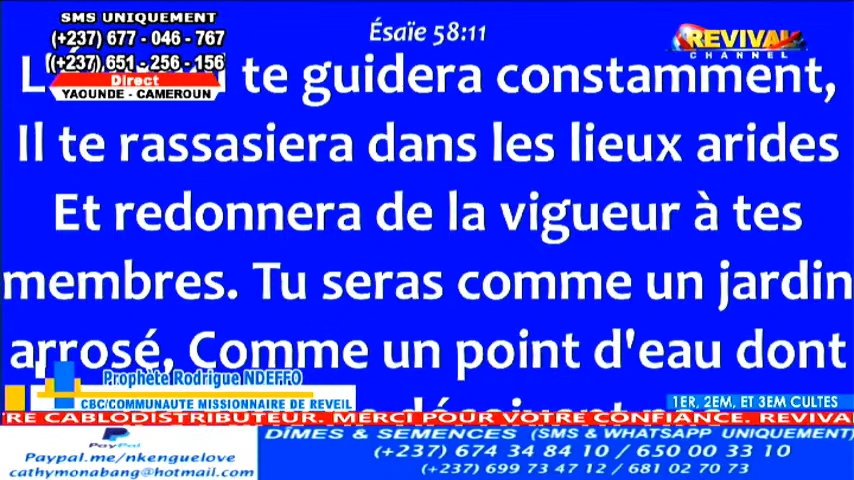 SMS UNIQUEMENT
(+237) 677 - 046 - 767
(+237) 651 - 256 - 156
Direct
YAOUNDE - CAMEROUN
Ésaïe 58:11
REVIVAL
CHANNEL
te guidera constamment,
Il te rassasiera dans les lieux arides
Et redonnera de la vigueur à tes
membres. Tu seras comme un jardin
arrosé, Comme un point d'eau dont
Prophète Rodrigue NDEFFO
CBC/COMMUNAUTE MISSIONNAIRE DE REVEIL
1ER, 2EM, ET 3EM CULTES
TRE CABLODISTRIBUTEUR. MERCI POUR VOTRE CONFIANCE. REVIVA
PayPal
Paypal.me/nkenguelove
cathymonabang@hotmail.com
DÎMES & SEMENCES (SMS & WHATSAPP UNIQUEMENT)
(+237) 674 34 84 10 / 650 00 33 10
(+237) 699 73 47 12 / 681 02 70 73